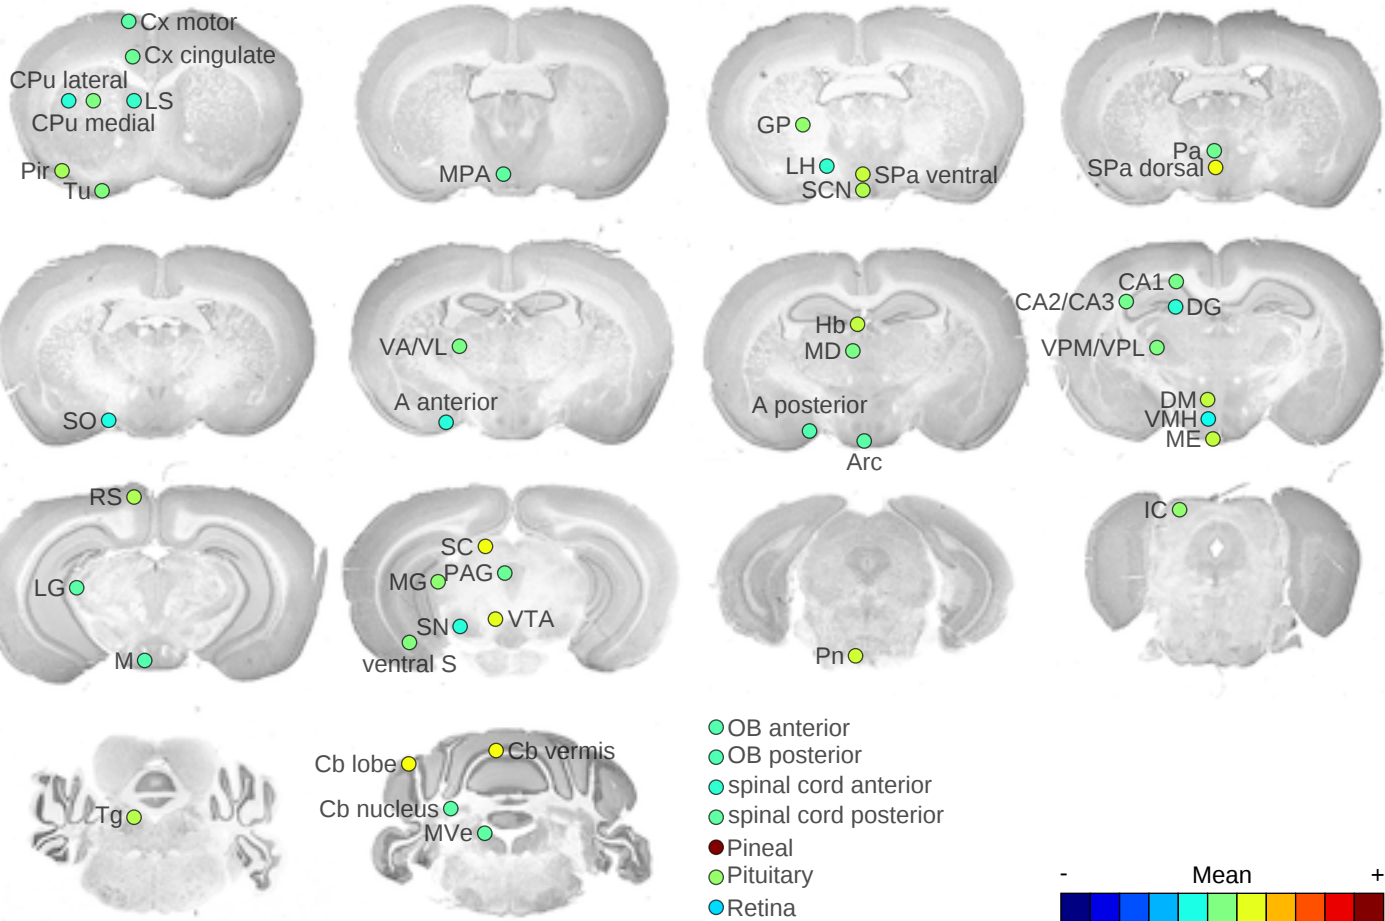 Cx motor
Cx cingulate
CPu lateral
LS
CPu medial
Pir
Tu
MPA
GP
LH
SPa ventral
SCN
Pa
SPa dorsal
SO
VA/VL
A anterior
Hb
MD
A posterior
Arc
CA1
CA2/CA3
DG
VPM/VPL
DM
VMH
ME
RS
LG
M
SC
MG
PAG
SN
VTA
ventral S
Pn
IC
Tg
Cb lobe
Cb vermis
Cb nucleus
MVe
OB anterior
OB posterior
spinal cord anterior
spinal cord posterior
Pineal
Pituitary
Retina
- Mean +